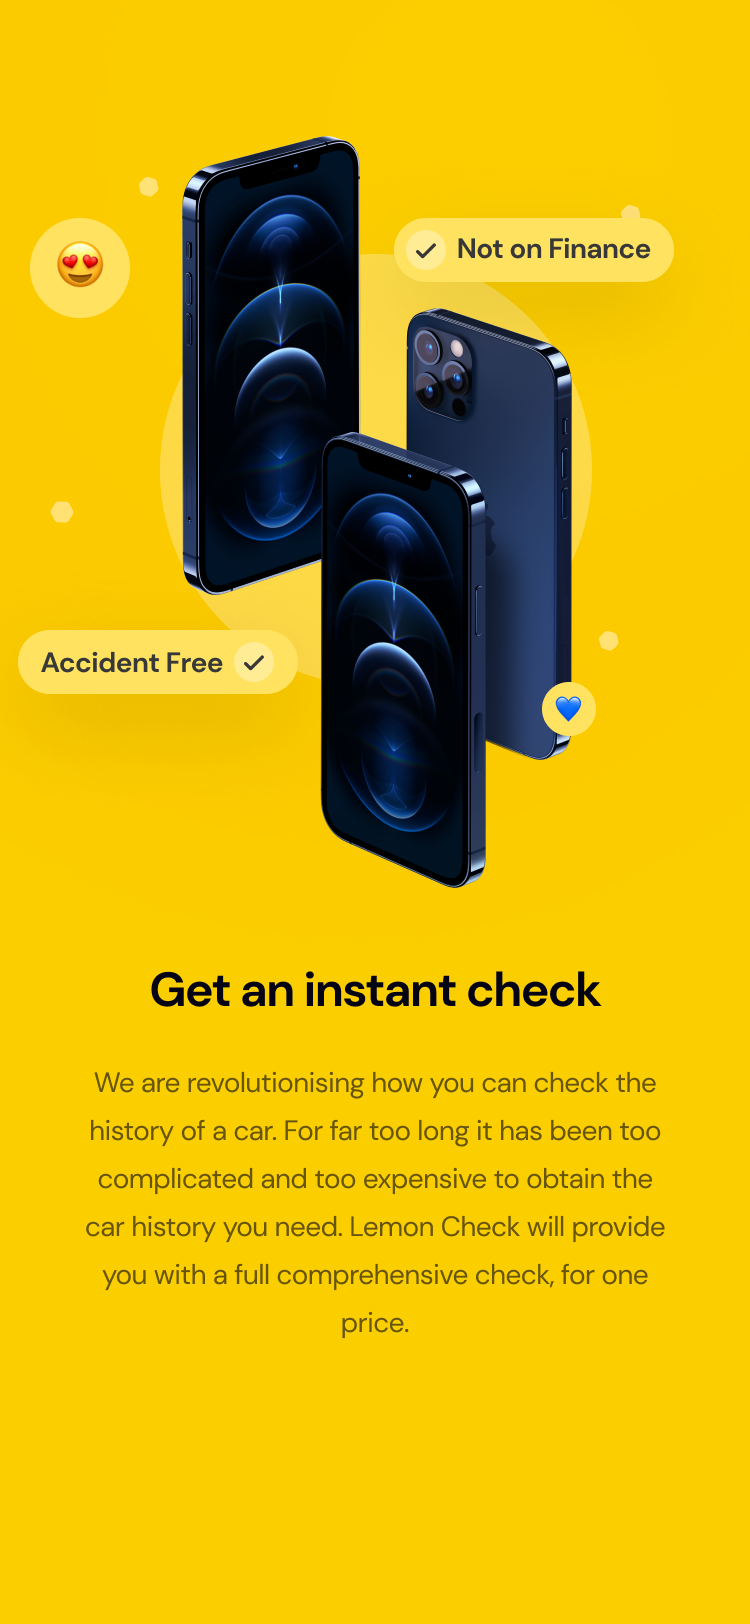 Not on Finance
Accident Free
Get an instant check
We are revolutionising how you can check the
history of a car. For far too long it has been too
complicated and too expensive to obtain the
car history you need. Lemon Check will provide
you with a full comprehensive check, for one
price.